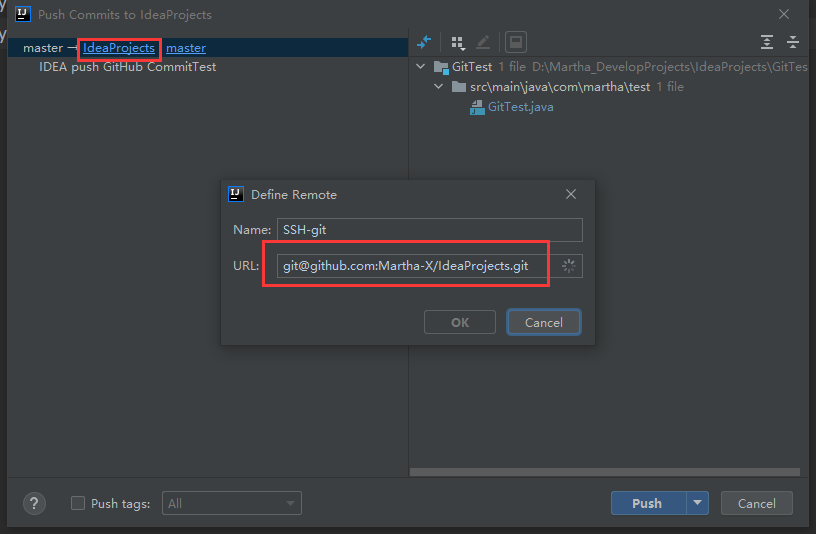 Push Commits to IdeaProjects
master → IdeaProjects master
IDEA push GitHub CommitTest
GitTest 1 file D:\Martha_DevelopProjects\IdeaProjects\GitTes
src\main\java\com\martha\test 1 file
GitTest.java
Define Remote
Name: SSH-git
URL: git@github.com:Martha-X/IdeaProjects.git
OK Cancel
? Push tags: All Push Cancel